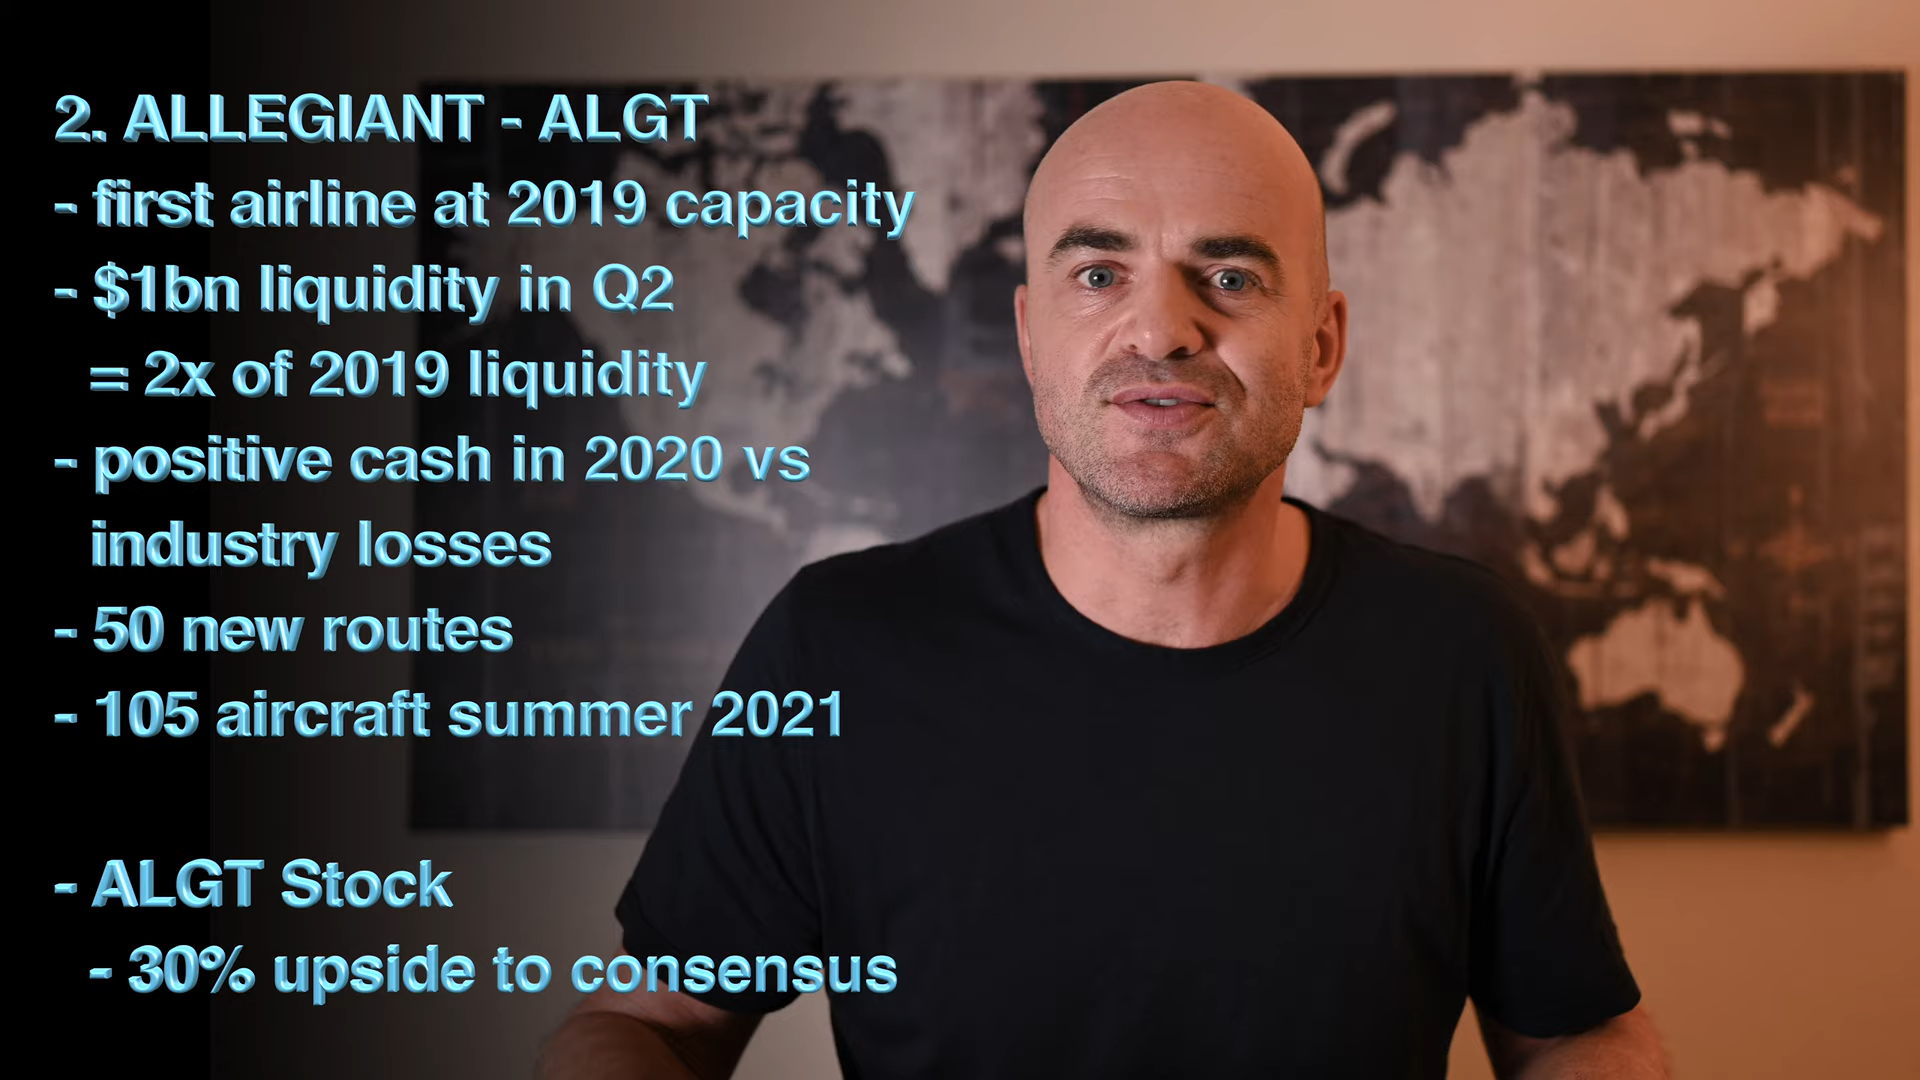 2. ALLEGIANT - ALGT
- first airline at 2019 capacity
- $1bn liquidity in Q2
= 2x of 2019 liquidity
- positive cash in 2020 vs
industry losses
- 50 new routes
- 105 aircraft summer 2021
- ALGT Stock
- 30% upside to consensus